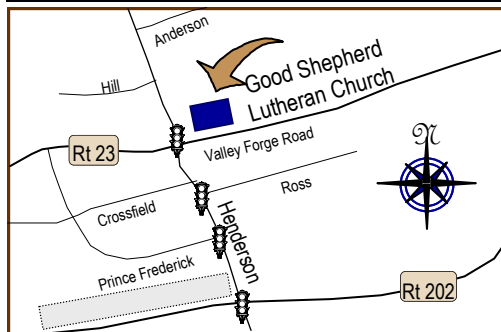 Anderson
Hill
Good Shepherd
Lutheran Church
N
Rt 23
Valley Forge Road
Crossfield
Ross
Henderson
Prince Frederick
Rt 202